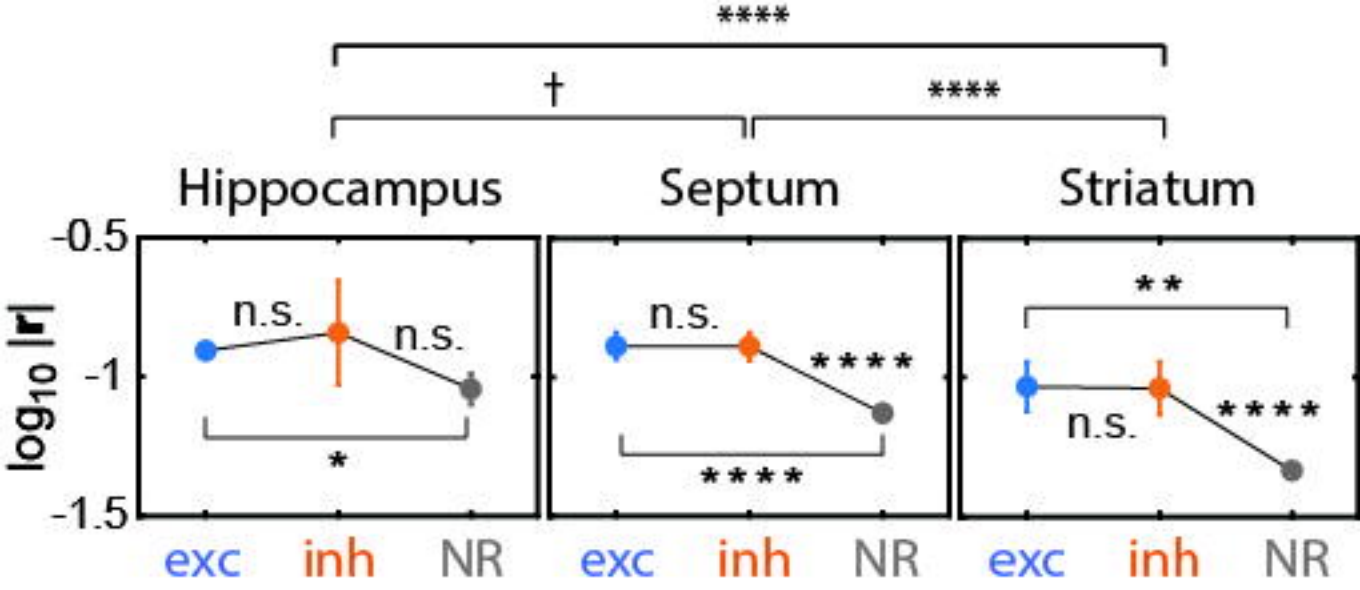 ****
† ****
Hippocampus Septum Striatum
-0.5
**
n.s. n.s. n.s.
****
log10 |r|
-1
****
n.s.
*
****
-1.5
exc inh NR exc inh NR exc inh NR